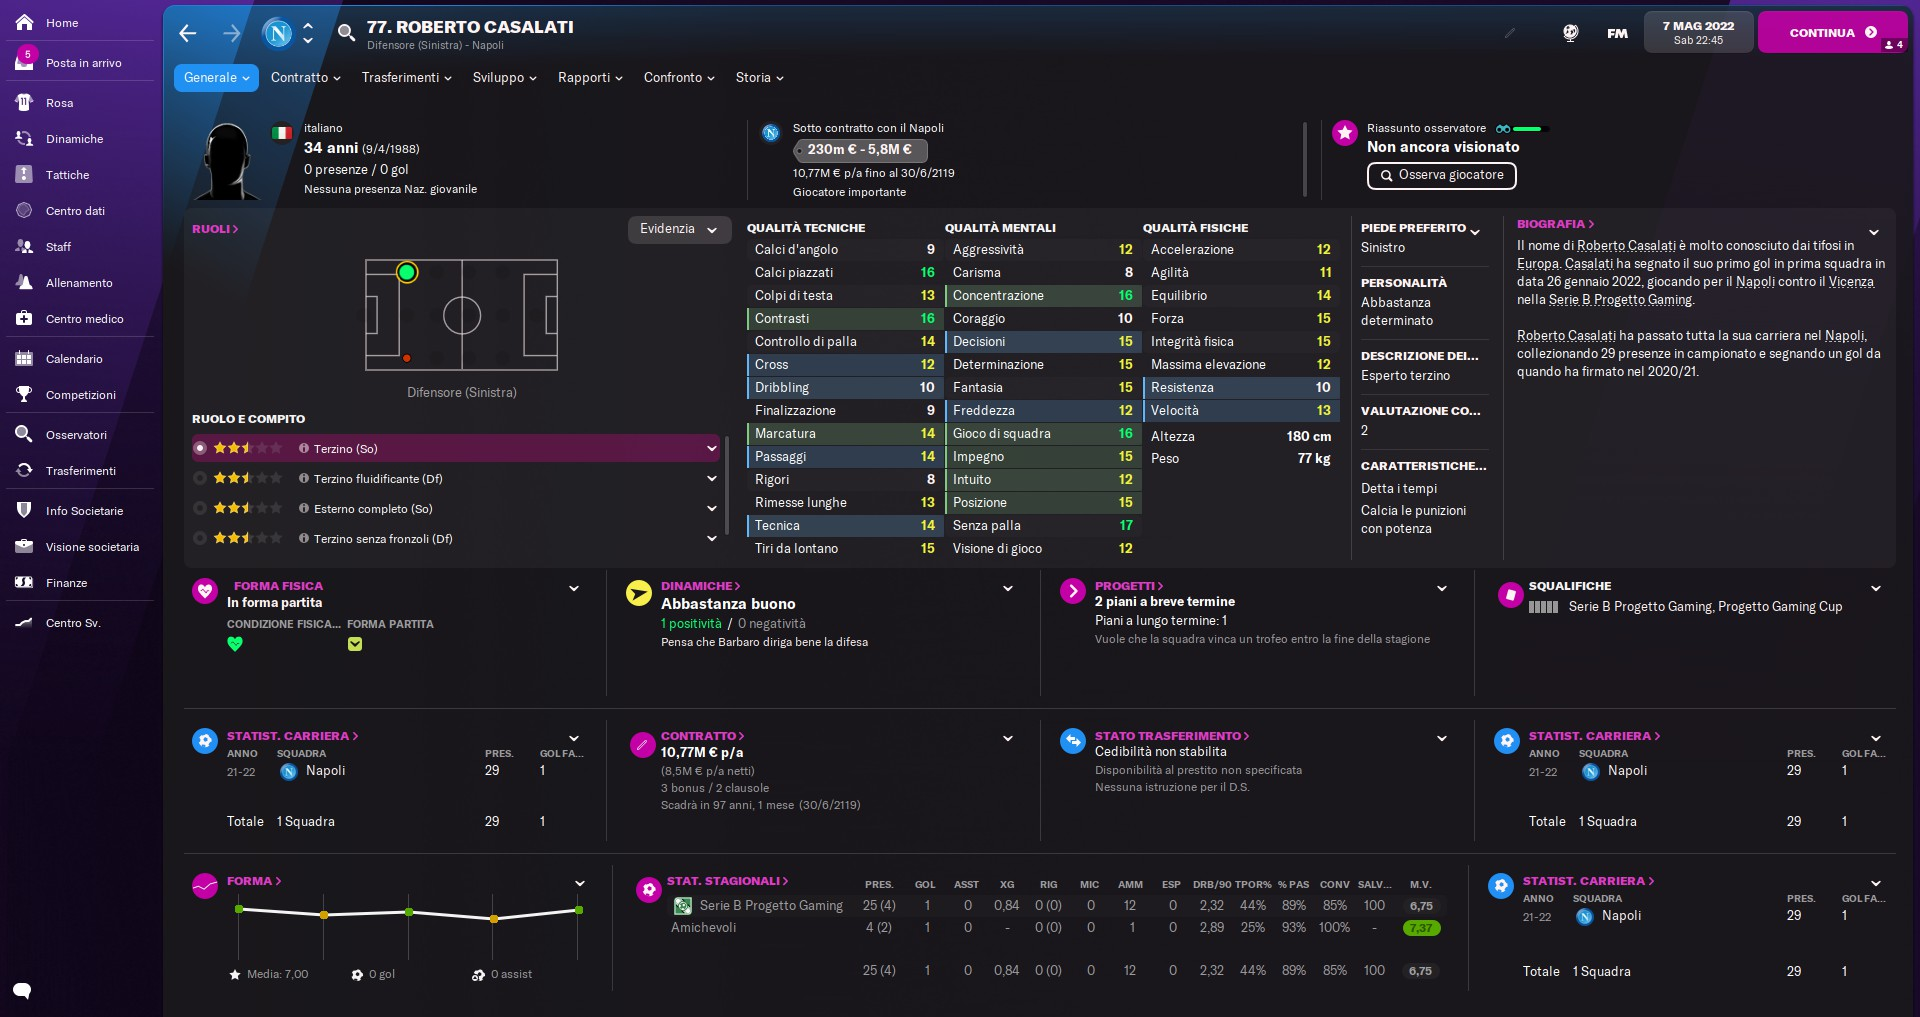 Home
5
Posta in arrivo
Rosa
Dinamiche
Tattiche
Centro dati
Staff
Allenamento
Centro medico
Calendario
Competizioni
Osservatori
Trasferimenti
Info Societarie
Visione societaria
Finanze
Centro Sv.
77. ROBERTO CASALATI
Difensore (Sinistra) - Napoli
FM
7 MAG 2022
Sab 22:45
CONTINUA
4
Generale Contratto Trasferimenti Sviluppo Rapporti Confronto Storia
italiano
34 anni (9/4/1988)
0 presenze / 0 gol
Nessuna presenza Naz. giovanile
Sotto contratto con il Napoli
230m € - 5,8M €
10,77M € p/a fino al 30/6/2119
Giocatore importante
Riassunto osservatore
Non ancora visionato
Osserva giocatore
RUOLI
Evidenzia
Difensore (Sinistra)
RUOLO E COMPITO
Terzino (So)
Terzino fluidificante (Df)
Esterno completo (So)
Terzino senza fronzoli (Df)
QUALITÀ TECNICHE
Calci d'angolo 9
Calci piazzati 16
Colpi di testa 13
Contrasti 16
Controllo di palla 14
Cross 12
Dribbling 10
Finalizzazione 9
Marcatura 14
Passaggi 14
Rigori 8
Rimesse lunghe 13
Tecnica 14
Tiri da lontano 15
QUALITÀ MENTALI
Aggressività 12
Carisma 8
Concentrazione 16
Coraggio 10
Decisioni 15
Determinazione 15
Fantasia 15
Freddezza 12
Gioco di squadra 16
Impegno 15
Intuito 12
Posizione 15
Senza palla 17
Visione di gioco 12
QUALITÀ FISICHE
Accelerazione 12
Agilità 11
Equilibrio 14
Forza 15
Integrità fisica 15
Massima elevazione 12
Resistenza 10
Velocità 13
Altezza 180 cm
Peso 77 kg
PIEDE PREFERITO
Sinistro
PERSONALITÀ
Abbastanza
determinato
DESCRIZIONE DEI...
Esperto terzino
VALUTAZIONE CO...
2
CARATTERISTICHE...
Detta i tempi
Calcia le punizioni
con potenza
BIOGRAFIA
Il nome di Roberto Casalati è molto conosciuto dai tifosi in
Europa. Casalati ha segnato il suo primo gol in prima squadra in
data 26 gennaio 2022, giocando per il Napoli contro il Vicenza
nella Serie B Progetto Gaming.
Roberto Casalati ha passato tutta la sua carriera nel Napoli,
collezionando 29 presenze in campionato e segnando un gol da
quando ha firmato nel 2020/21.
FORMA FISICA
In forma partita
CONDIZIONE FISICA... FORMA PARTITA
DINAMICHE
Abbastanza buono
1 positività / 0 negatività
Pensa che Barbaro diriga bene la difesa
PROGETTI
2 piani a breve termine
Piani a lungo termine: 1
Vuole che la squadra vinca un trofeo entro la fine della stagione
SQUALIFICHE
Serie B Progetto Gaming, Progetto Gaming Cup
STATIST. CARRIERA
ANNO SQUADRA PRES. GOL FA...
21-22 Napoli 29 1
Totale 1 Squadra 29 1
CONTRATTO
10,77M € p/a
(8,5M € p/a netti)
3 bonus / 2 clausole
Scadrà in 97 anni, 1 mese (30/6/2119)
STATO TRASFERIMENTO
Cedibilità non stabilita
Disponibilità al prestito non specificata
Nessuna istruzione per il D.S.
STATIST. CARRIERA
ANNO SQUADRA PRES. GOL FA...
21-22 Napoli 29 1
Totale 1 Squadra 29 1
FORMA
Media: 7,00 0 gol 0 assist
STAT. STAGIONALI PRES. GOL ASST XG RIG MIC AMM ESP DRB/90 TPOR% % PAS CONV SALV... M.V.
Serie B Progetto Gaming 25 (4) 1 0 0,84 0 (0) 0 12 0 2,32 44% 89% 85% 100 6,75
Amichevoli 4 (2) 1 0 - 0 (0) 0 1 0 2,89 25% 93% 100% - 7,37
25 (4) 1 0 0,84 0 (0) 0 12 0 2,32 44% 89% 85% 100 6,75
STATIST. CARRIERA
ANNO SQUADRA PRES. GOL FA...
21-22 Napoli 29 1
Totale 1 Squadra 29 1